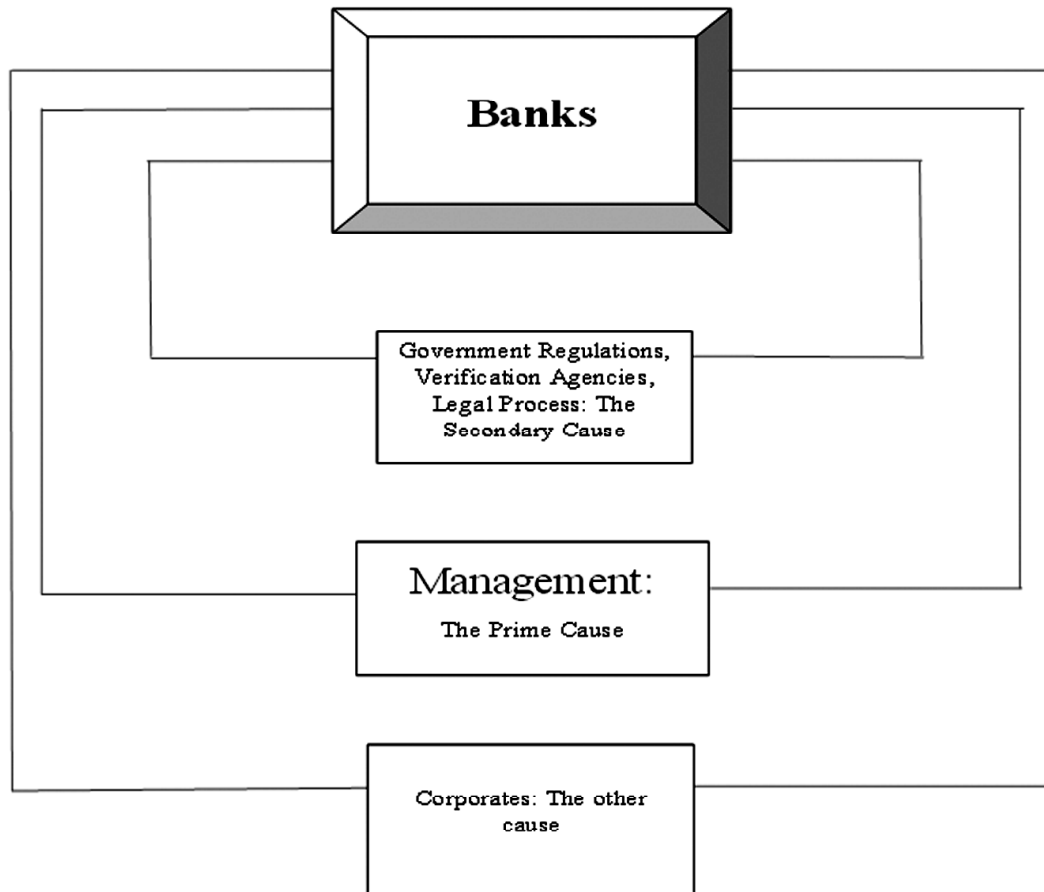 Banks
Government Regulations,
Verification Agencies,
Legal Process: The
Secondary Cause
Management:
The Prime Cause
Corporates: The other
cause